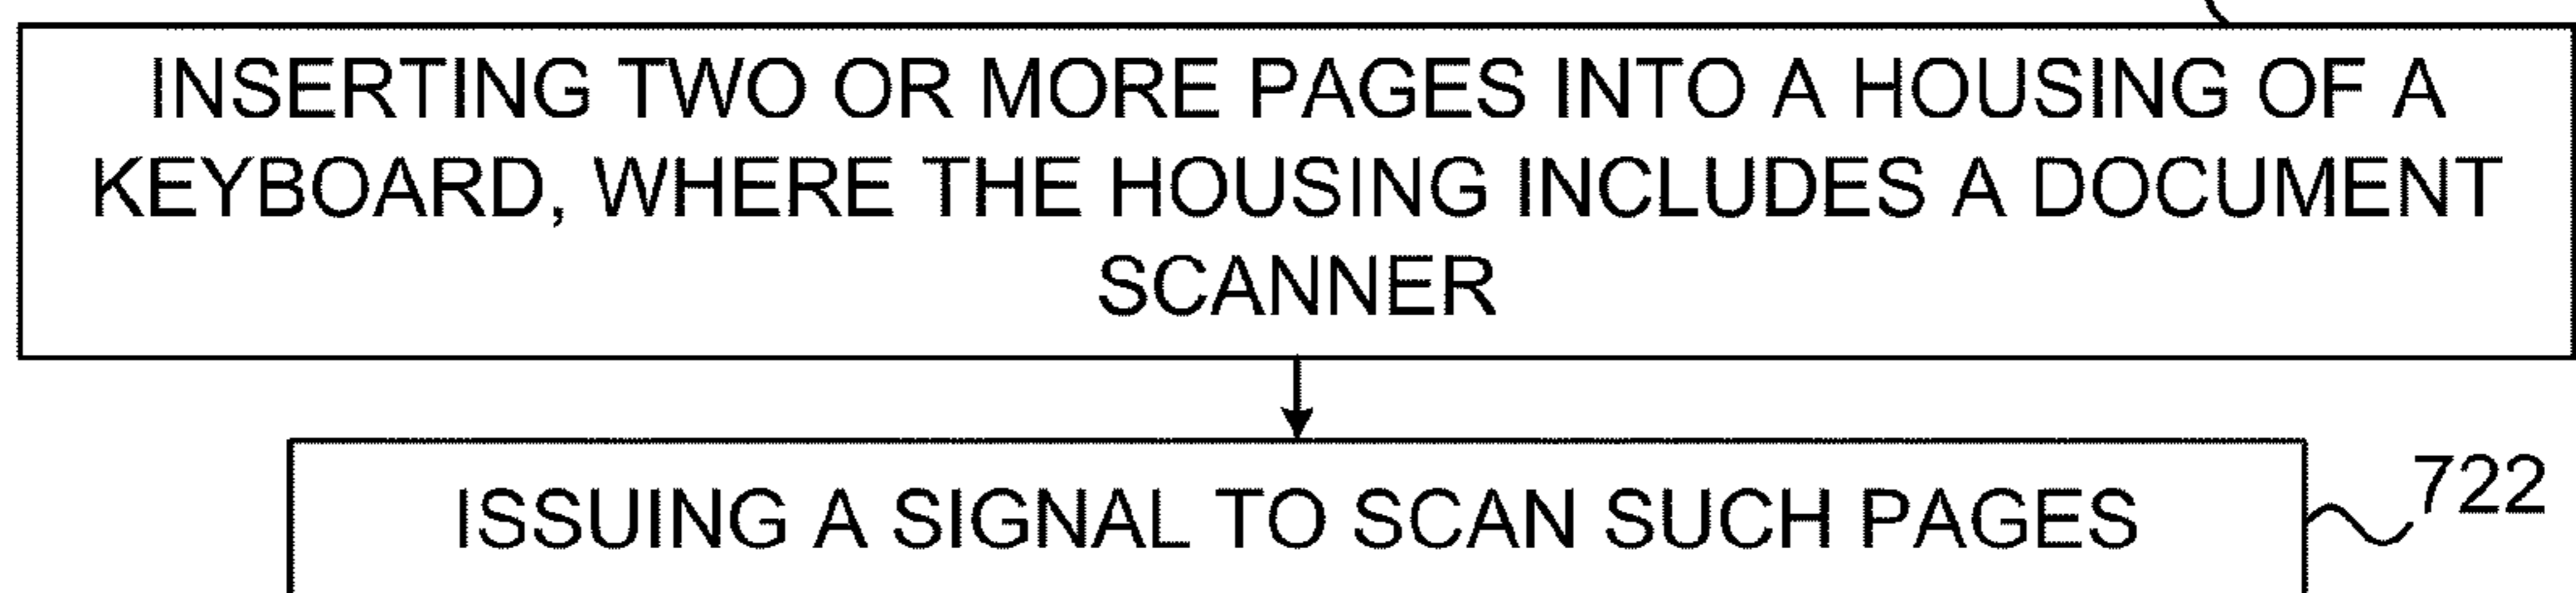 INSERTING TWO OR MORE PAGES INTO A HOUSING OF A
KEYBOARD, WHERE THE HOUSING INCLUDES A DOCUMENT
SCANNER
ISSUING A SIGNAL TO SCAN SUCH PAGES
722